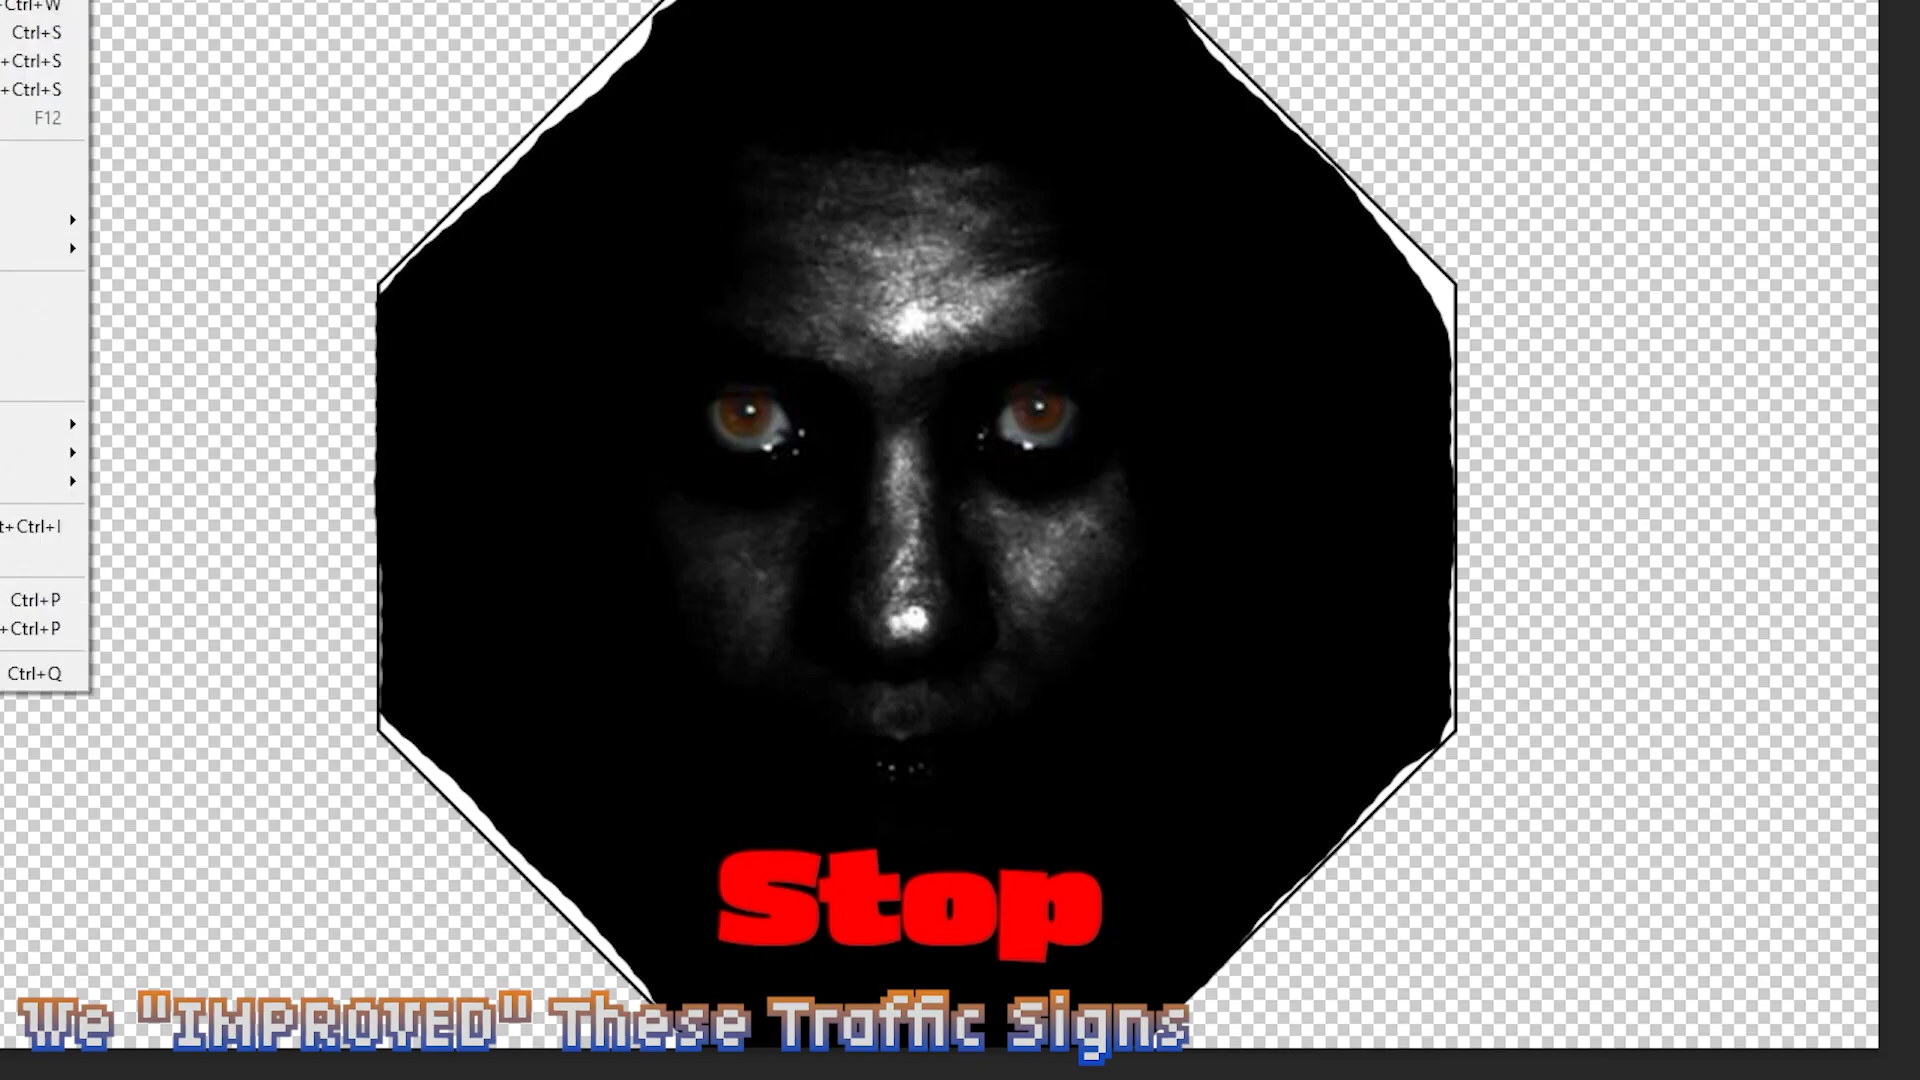 +Ctrl+W
Ctrl+S
+Ctrl+S
+Ctrl+S
F12
t+Ctrl+I
Ctrl+P
+Ctrl+P
Ctrl+Q
Stop
We "IMPROVED" These Traffic Signs